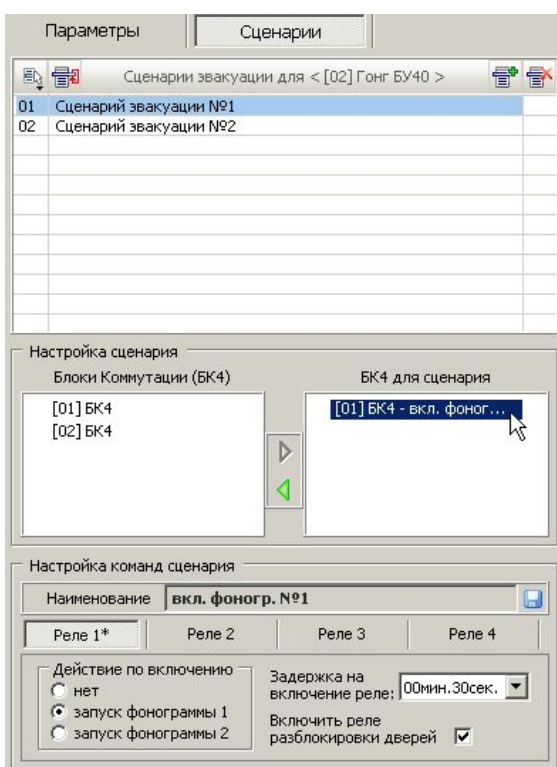 Параметры Сценарии
Сценарии эвакуации для < [02] Гонг БУ40 >
01 Сценарий эвакуации №1
02 Сценарий эвакуации №2
Настройка сценария
Блоки Коммутации (БК4) БК4 для сценария
[01] БК4 [01] БК4 - вкл. фоног...
[02] БК4
Настройка команд сценария
Наименование вкл. фоногр. №1
Реле 1* Реле 2 Реле 3 Реле 4
Действие по включению
нет
запуск фонограммы 1
запуск фонограммы 2
Задержка на
включение реле: 00мин.30сек.
Включить реле
разблокировки дверей